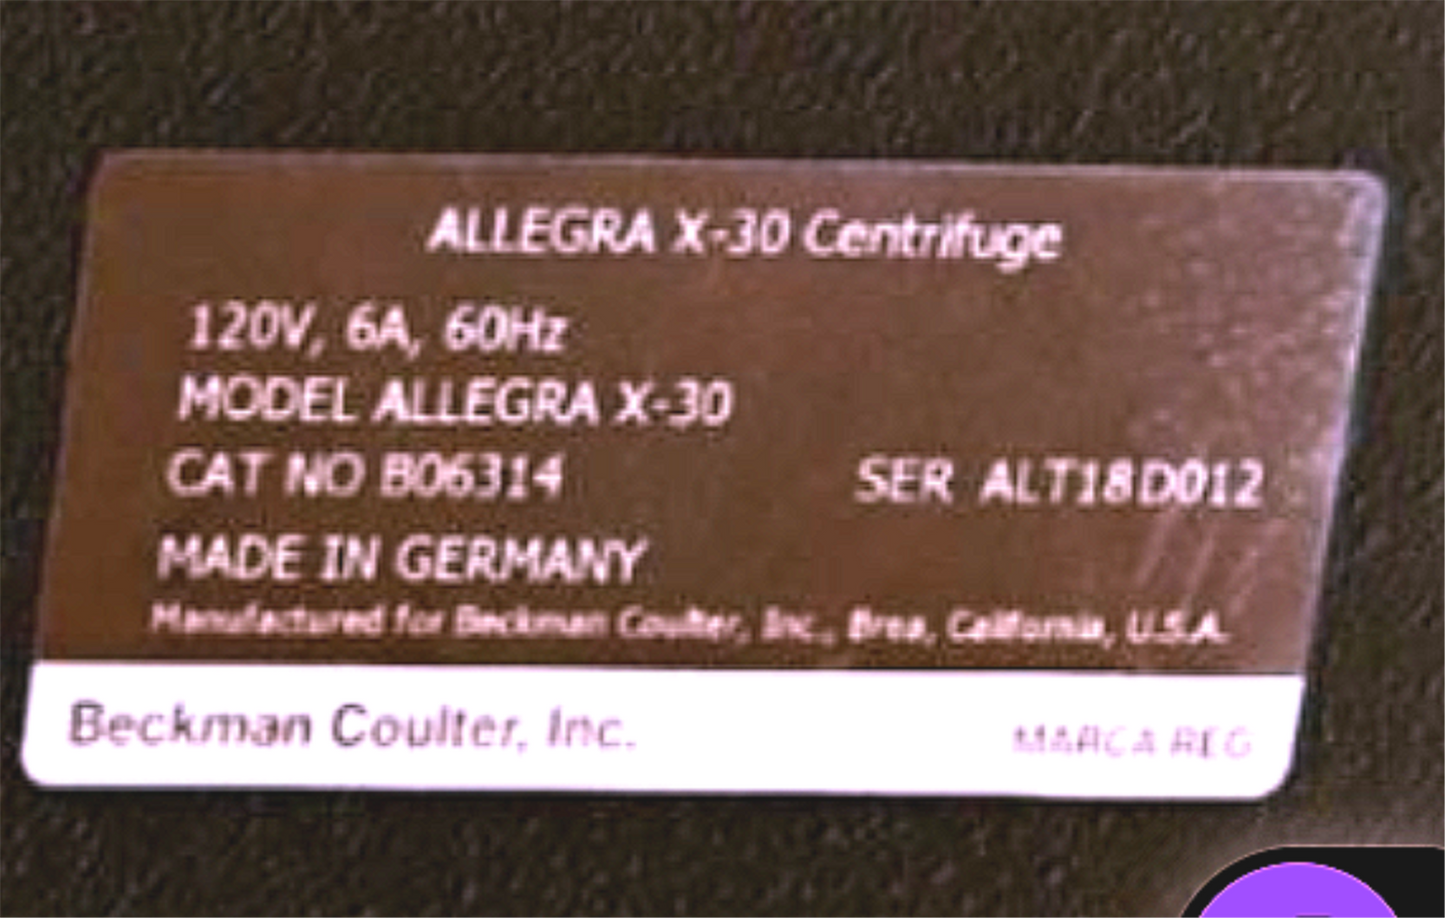 ALLEGRA X-30 Centrifuge
120V, 6A, 60Hz
MODEL ALLEGRA X-30
CAT NO B06314 SER ALT18D012
MADE IN GERMANY
Manufactured for Beckman Coulter, Inc., Brea, California, U.S.A.
Beckman Coulter, Inc. MARCA REG